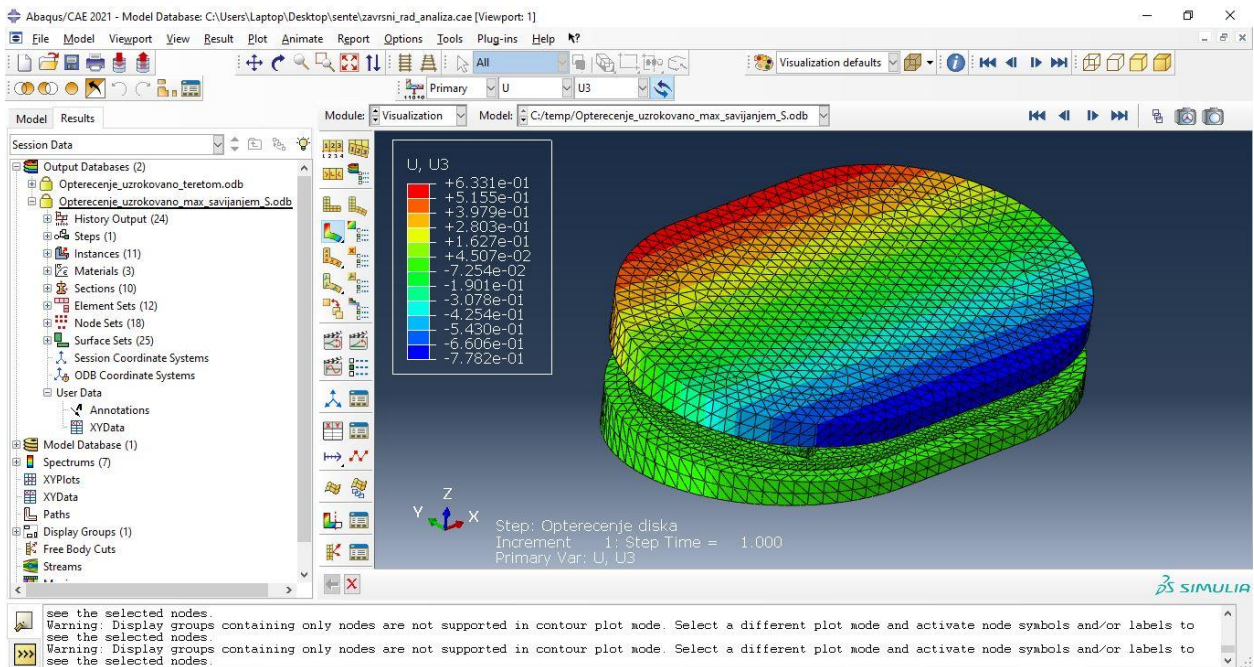 Abaqus/CAE 2021 - Model Database: C:\Users\Laptop\Desktop\sente\zavrsni_rad_analiza.cae [Viewport: 1]
File Model Viewport View Result Plot Animate Report Options Tools Plug-ins Help
All
Visualization defaults
Primary U U3
Model Results
Module: Visualization Model: C:/temp/Opterecenje_uzrokovano_max_savijanjem_S.odb
Session Data
Output Databases (2)
Opterecenje_uzrokovano_teretom.odb
Opterecenje_uzrokovano_max_savijanjem_S.odb
History Output (24)
Steps (1)
Instances (11)
Materials (3)
Sections (10)
Element Sets (12)
Node Sets (18)
Surface Sets (25)
Session Coordinate Systems
ODB Coordinate Systems
User Data
Annotations
XYData
Model Database (1)
Spectrums (7)
XYPlots
XYData
Paths
Display Groups (1)
Free Body Cuts
Streams
U, U3
+6.331e-01
+5.155e-01
+3.979e-01
+2.803e-01
+1.627e-01
+4.507e-02
-7.254e-02
-1.901e-01
-3.078e-01
-4.254e-01
-5.430e-01
-6.606e-01
-7.782e-01
Z
Y
X
Step: Opterecenje diska
Increment 1: Step Time = 1.000
Primary Var: U, U3
SIMULIA
see the selected nodes.
Warning: Display groups containing only nodes are not supported in contour plot mode. Select a different plot mode and activate node symbols and/or labels to
see the selected nodes.
Warning: Display groups containing only nodes are not supported in contour plot mode. Select a different plot mode and activate node symbols and/or labels to
see the selected nodes.